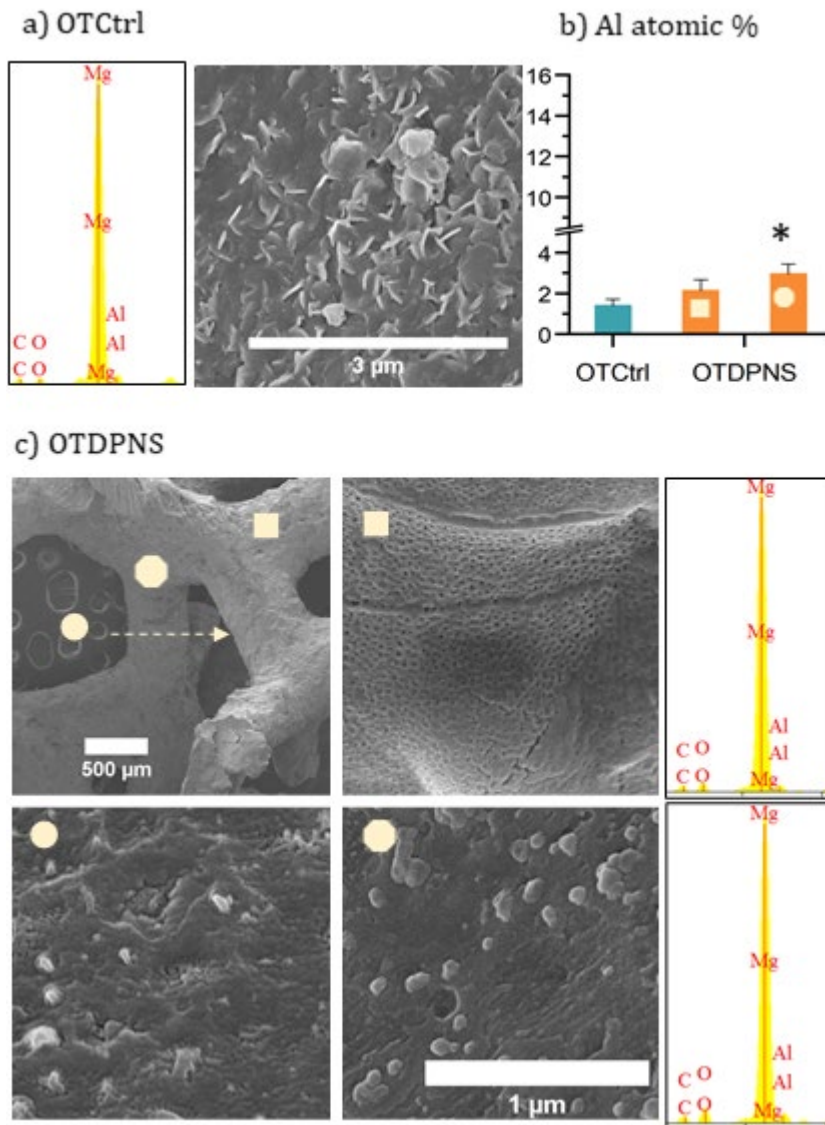 a) OTCtrl
Mg
Mg
Al
C O Al
C O Mg
3 µm
b) Al atomic %
16
14
12
10
4
2
0
*
OTCtrl OTDPNS
c) OTDPNS
500 µm
Mg
Mg
Al
C O Al
C O Mg
1 µm
Mg
Mg
Al
C O Al
C O Mg